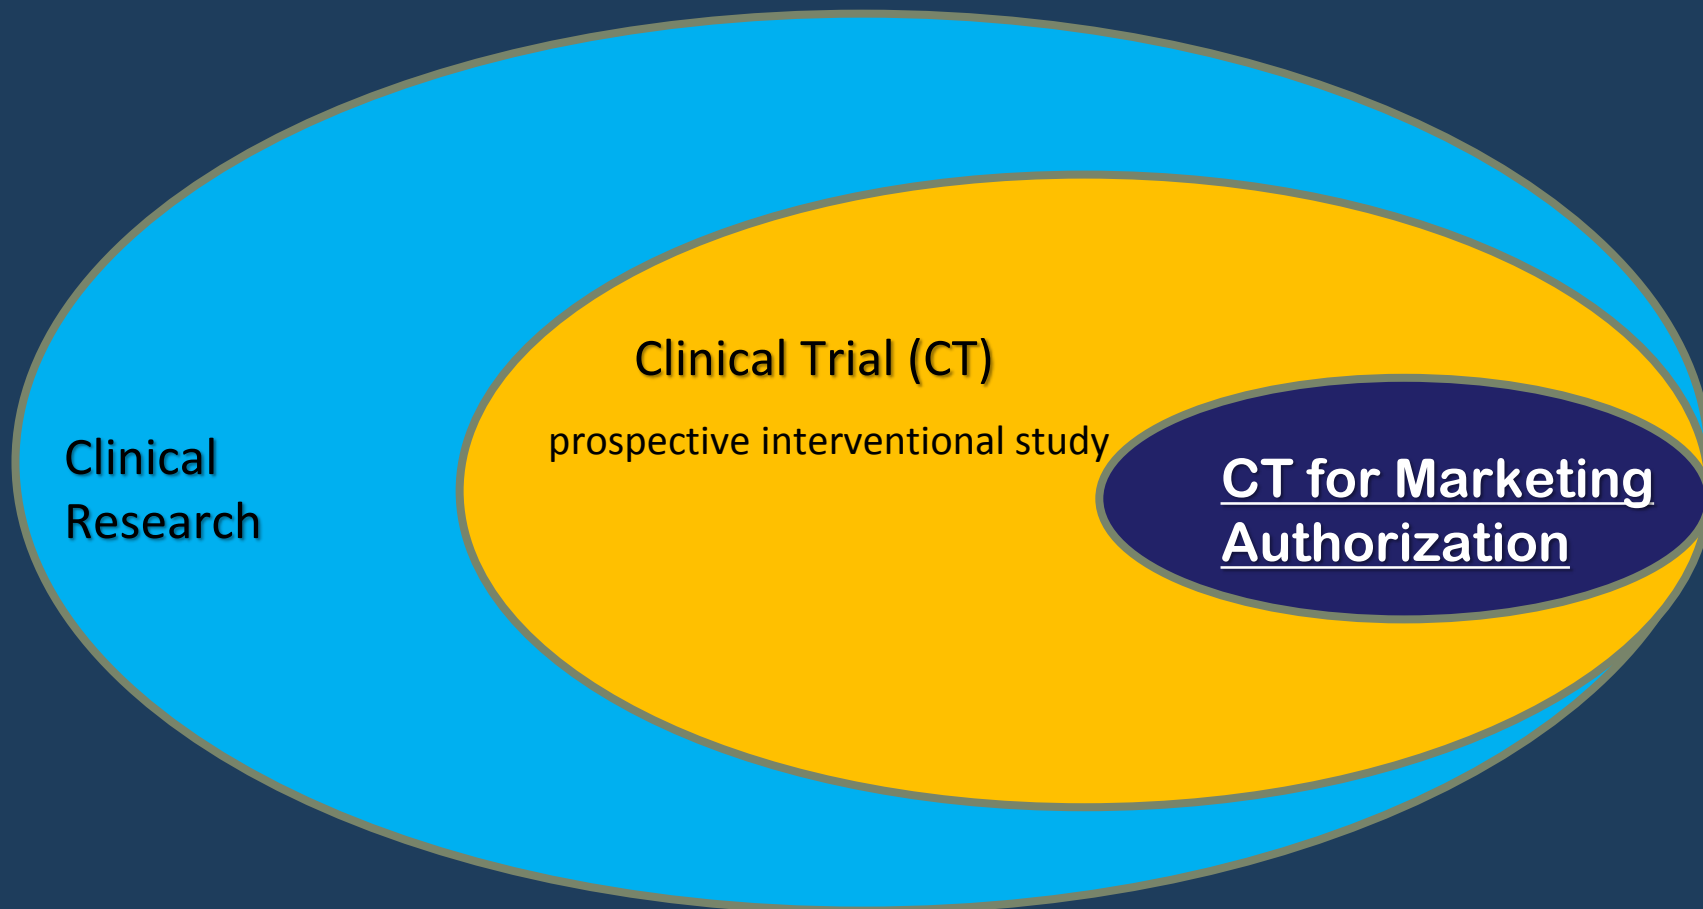 Clinical Trial (CT)
prospective interventional study
Clinical
Research
CT for Marketing
Authorization